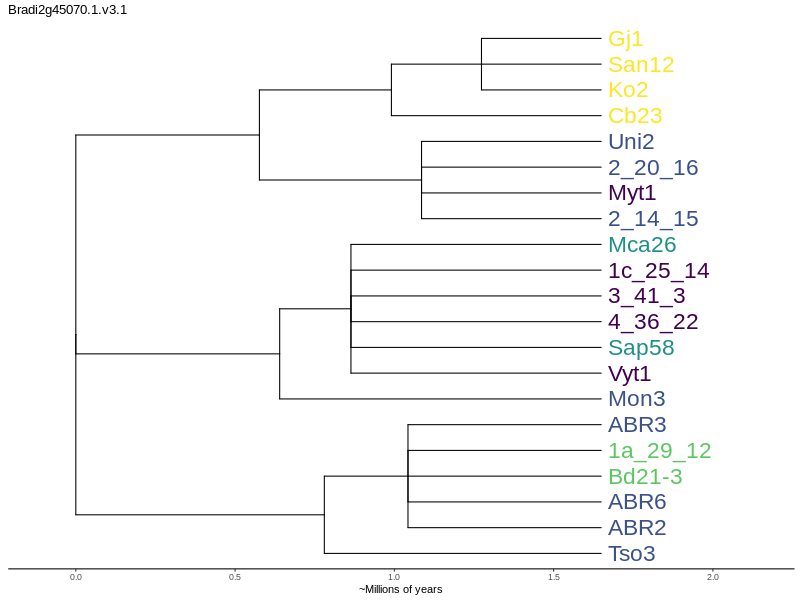 Bradi2g45070.1.v3.1
Gj1
San12
Ko2
Cb23
Uni2
2_20_16
Myt1
2_14_15
Mca26
1c_25_14
3_41_3
4_36_22
Sap58
Vyt1
Mon3
ABR3
1a_29_12
Bd21-3
ABR6
ABR2
Tso3
0.0 0.5 1.0 1.5 2.0
~Millions of years